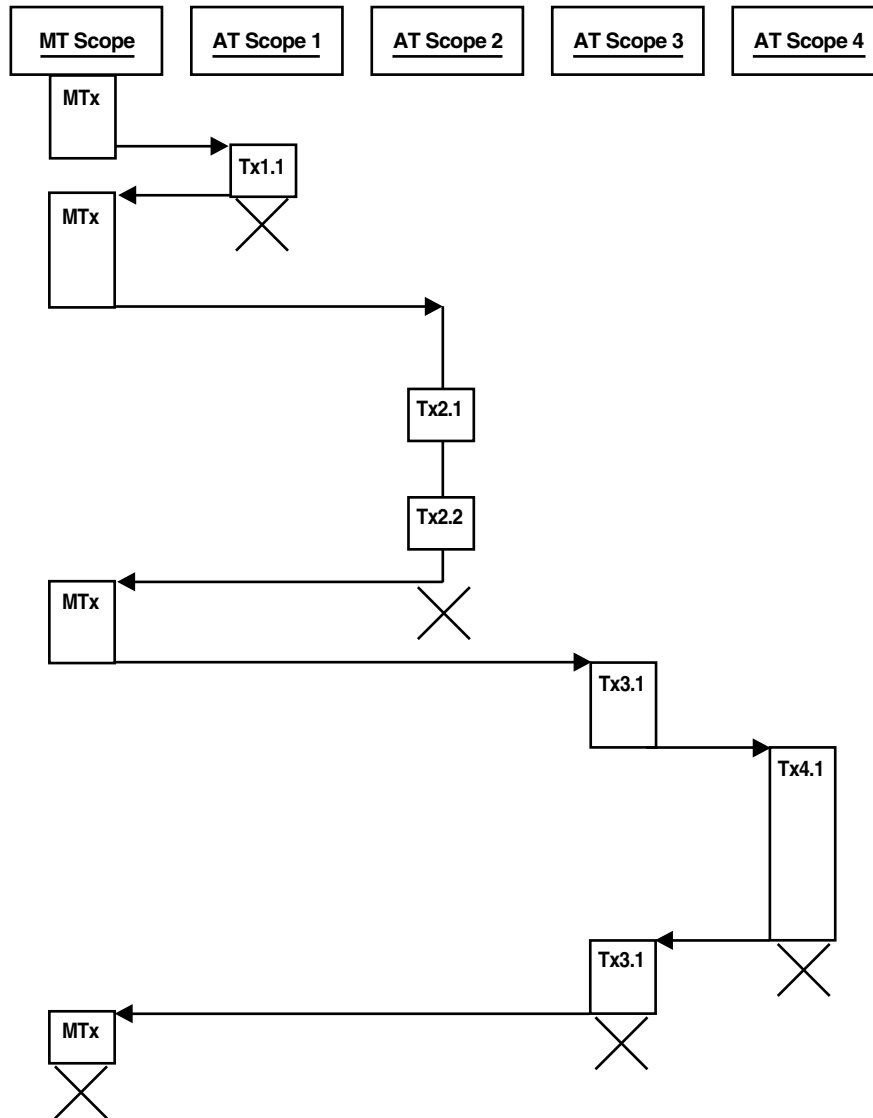 MT Scope
AT Scope 1
AT Scope 2
AT Scope 3
AT Scope 4
MTx
Tx1.1
MTx
Tx2.1
Tx2.2
MTx
Tx3.1
Tx4.1
Tx3.1
MTx